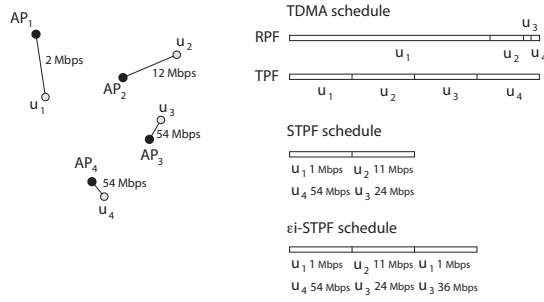 AP1
2 Mbps
u1
u2
12 Mbps
AP2
u3
54 Mbps
AP3
AP4
54 Mbps
u4
TDMA schedule
u3
RPF
u1
u2
u4
TPF
u1 u2 u3 u4
STPF schedule
u1 1 Mbps u2 11 Mbps
u4 54 Mbps u3 24 Mbps
εi-STPF schedule
u1 1 Mbps u2 11 Mbps u1 1 Mbps
u4 54 Mbps u3 24 Mbps u3 36 Mbps